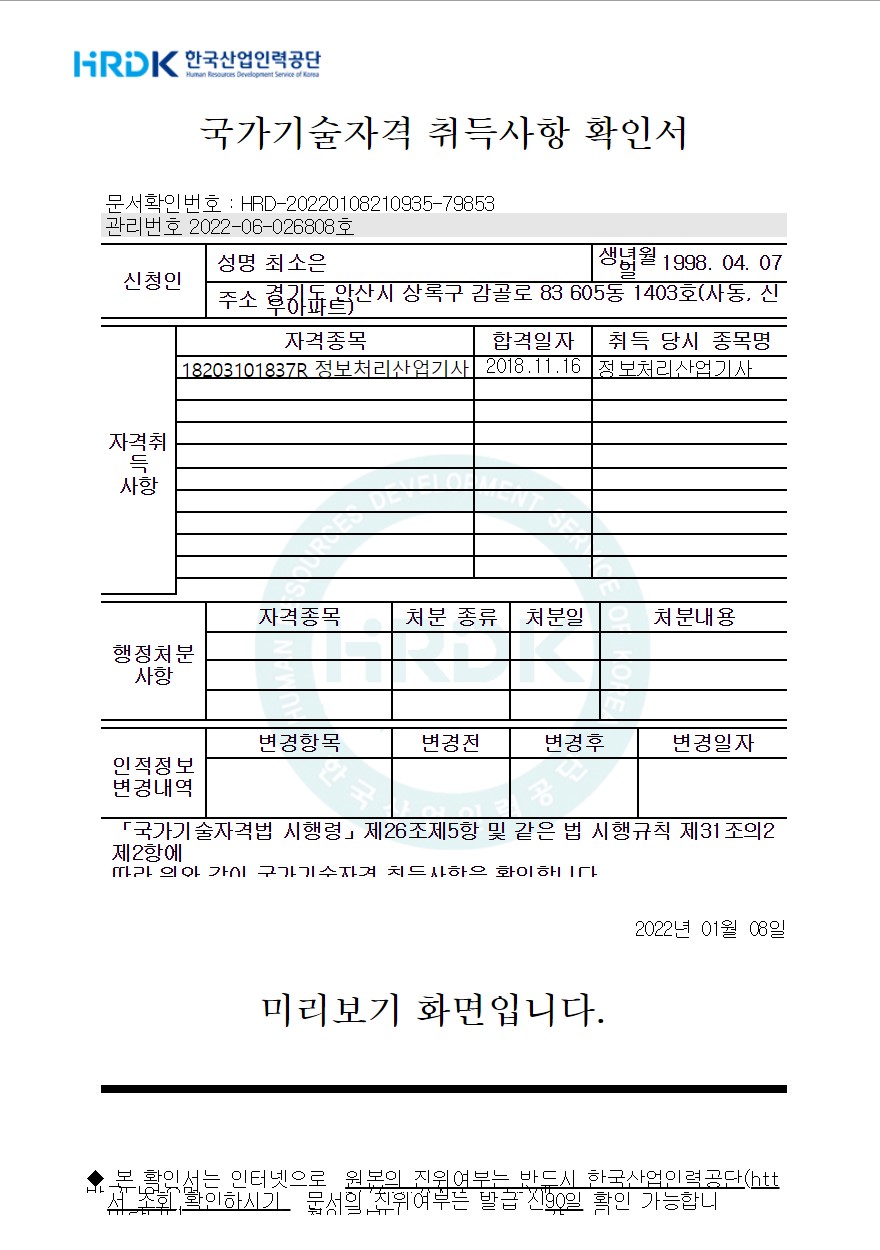 HRDK 한국산업인력공단
Human Resources Development Service of Korea
국가기술자격 취득사항 확인서
문서확인번호 : HRD-20220108210935-79853
관리번호 2022-06-026808호
신청인
성명 최소은
생년월일 1998. 04. 07
주소 경기도 안산시 상록구 감골로 83 605동 1403호(사동, 신
우아파트)
자격취
득
사항
자격종목 합격일자 취득 당시 종목명
18203101837R 정보처리산업기사 2018.11.16 정보처리산업기사
HUMAN RESOURCES DEVELOPMENT SERVICE OF KOREA
HRDK
한국산업인력공단
행정처분
사항
자격종목 처분 종류 처분일 처분내용
인적정보
변경내역
변경항목 변경전 변경후 변경일자
「국가기술자격법 시행령」제26조제5항 및 같은 법 시행규칙 제31조의2
제2항에
따라 위와 같이 국가기술자격 취득사항을 확인합니다
2022년 01월 08일
미리보기 화면입니다.
◆ 본 확인서는 인터넷으로 원본의 진위여부는 반드시 한국산업인력공단(htt
서 조회 확인하시기 문서의 진위여부는 발급 신90일 확인 가능합니